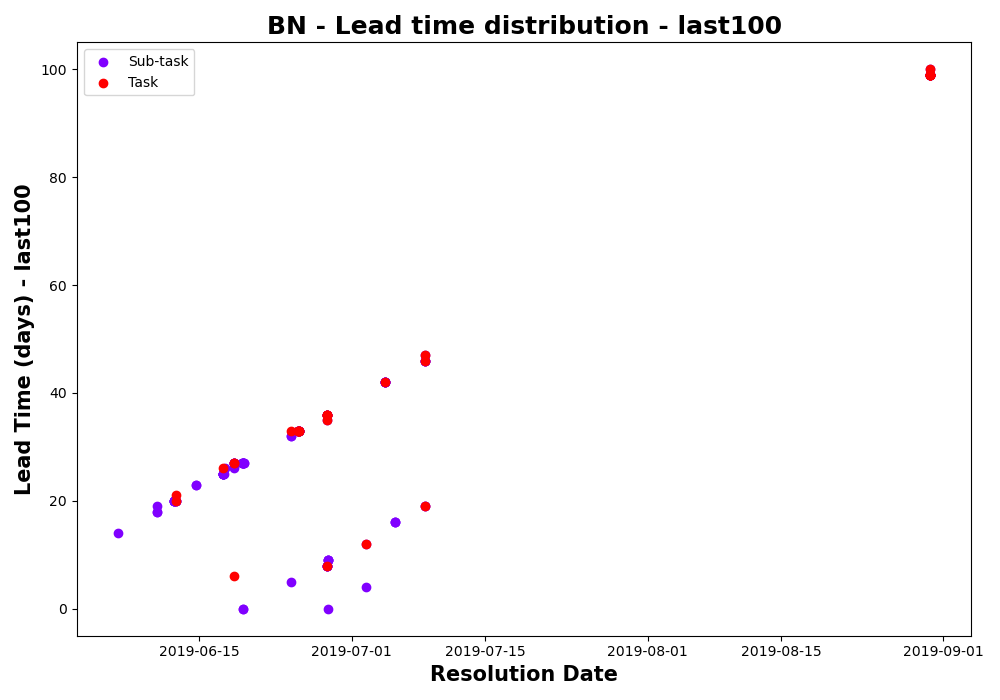 BN - Lead time distribution - last100
Sub-task
Task
Lead Time (days) - last100
100
80
60
40
20
0
2019-06-15 2019-07-01 2019-07-15 2019-08-01 2019-08-15 2019-09-01
Resolution Date